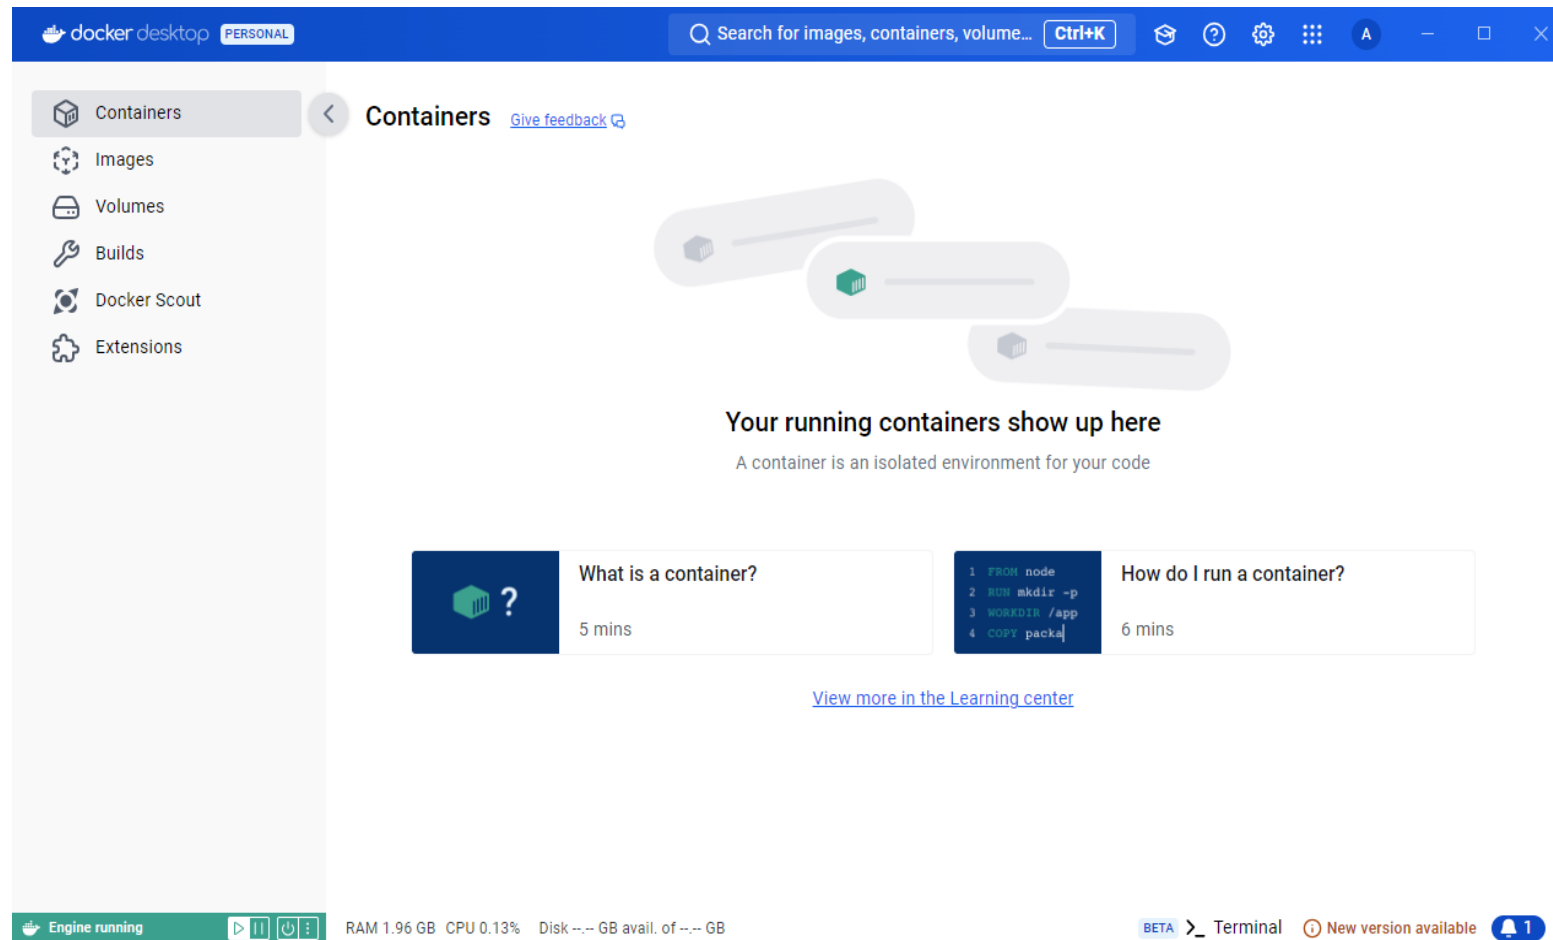 docker desktop PERSONAL
Search for images, containers, volume... Ctrl+K
A
Containers
Images
Volumes
Builds
Docker Scout
Extensions
Containers Give feedback
Your running containers show up here
A container is an isolated environment for your code
?
What is a container?
5 mins
1 FROM node
2 RUN mkdir -p
3 WORKDIR /app
4 COPY packa
How do I run a container?
6 mins
View more in the Learning center
Engine running
RAM 1.96 GB CPU 0.13% Disk --.-- GB avail. of --.-- GB
BETA >_ Terminal
New version available
1